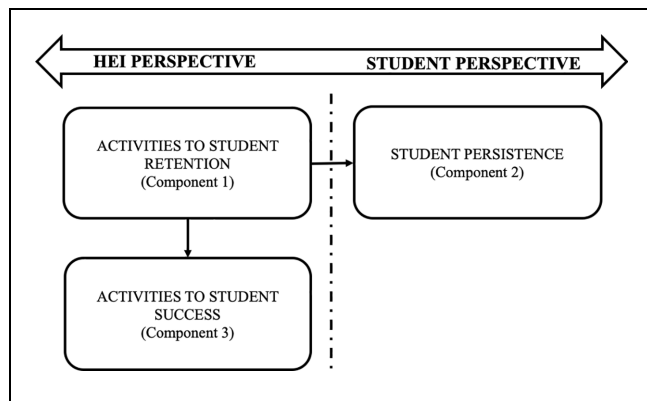 HEI PERSPECTIVE
STUDENT PERSPECTIVE
ACTIVITIES TO STUDENT
RETENTION
(Component 1)
STUDENT PERSISTENCE
(Component 2)
ACTIVITIES TO STUDENT
SUCCESS
(Component 3)